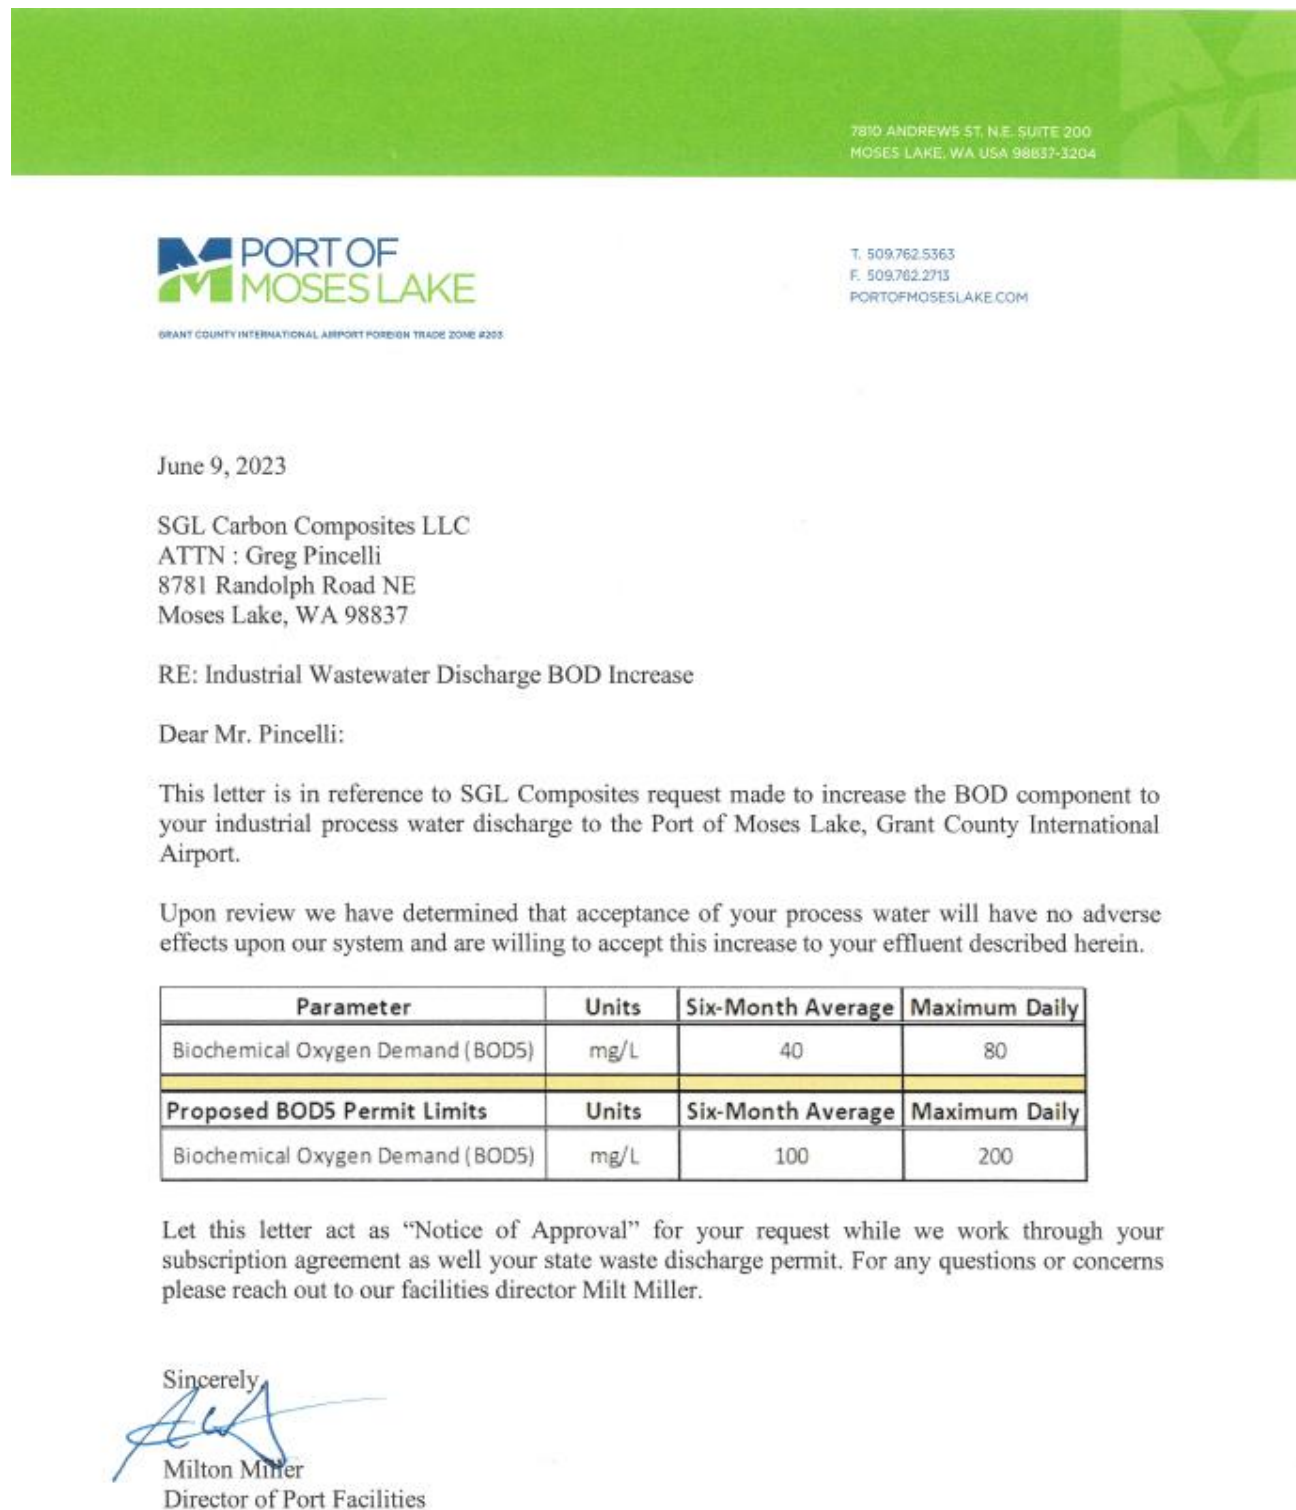 7810 ANDREWS ST. N.E. SUITE 200
MOSES LAKE, WA USA 98837-3204
PORT OF
MOSES LAKE
GRANT COUNTY INTERNATIONAL AIRPORT FOREIGN TRADE ZONE #203
T. 509.762.5363
F. 509.762.2713
PORTOFMOSESLAKE.COM
June 9, 2023
SGL Carbon Composites LLC
ATTN : Greg Pincelli
8781 Randolph Road NE
Moses Lake, WA 98837
RE: Industrial Wastewater Discharge BOD Increase
Dear Mr. Pincelli:
This letter is in reference to SGL Composites request made to increase the BOD component to
your industrial process water discharge to the Port of Moses Lake, Grant County International
Airport.
Upon review we have determined that acceptance of your process water will have no adverse
effects upon our system and are willing to accept this increase to your effluent described herein.
Parameter Units Six-Month Average Maximum Daily
Biochemical Oxygen Demand (BOD5) mg/L 40 80
Proposed BOD5 Permit Limits Units Six-Month Average Maximum Daily
Biochemical Oxygen Demand (BOD5) mg/L 100 200
Let this letter act as “Notice of Approval” for your request while we work through your
subscription agreement as well your state waste discharge permit. For any questions or concerns
please reach out to our facilities director Milt Miller.
Sincerely,
Milton Miller
Director of Port Facilities